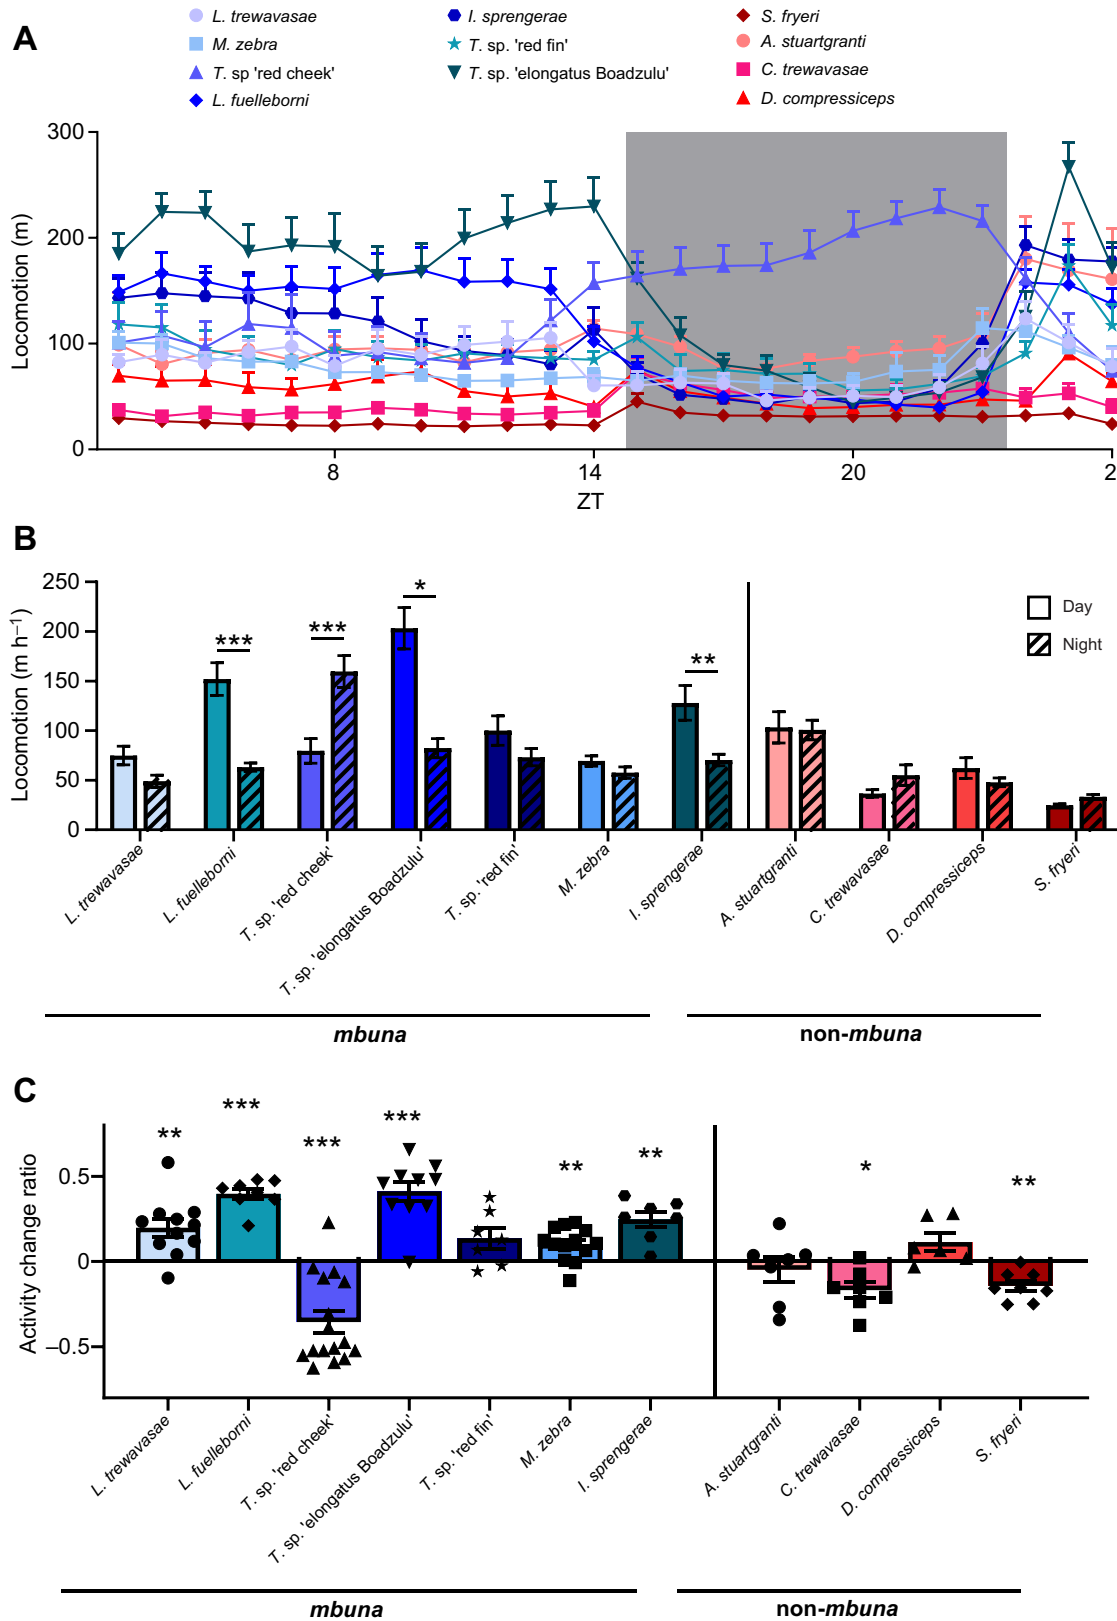 A
L. trewavasae
M. zebra
T. sp 'red cheek'
L. fuelleborni
I. sprengerae
T. sp. 'red fin'
T. sp. 'elongatus Boadzulu'
S. fryeri
A. stuartgranti
C. trewavasae
D. compressiceps
Locomotion (m)
300
200
100
0
8
14
20
2
ZT
B
Locomotion (m h⁻¹)
250
200
150
100
50
0
***
***
*
**
Day
Night
L. trewavasae
L. fuelleborni
T. sp. 'red cheek'
T. sp. 'elongatus Boadzulu'
T. sp. 'red fin'
M. zebra
I. sprengerae
A. stuartgranti
C. trewavasae
D. compressiceps
S. fryeri
mbuna
non-mbuna
C
Activity change ratio
0.5
0
–0.5
**
***
***
***
**
**
*
**
L. trewavasae
L. fuelleborni
T. sp. 'red cheek'
T. sp. 'elongatus Boadzulu'
T. sp. 'red fin'
M. zebra
I. sprengerae
A. stuartgranti
C. trewavasae
D. compressiceps
S. fryeri
mbuna
non-mbuna